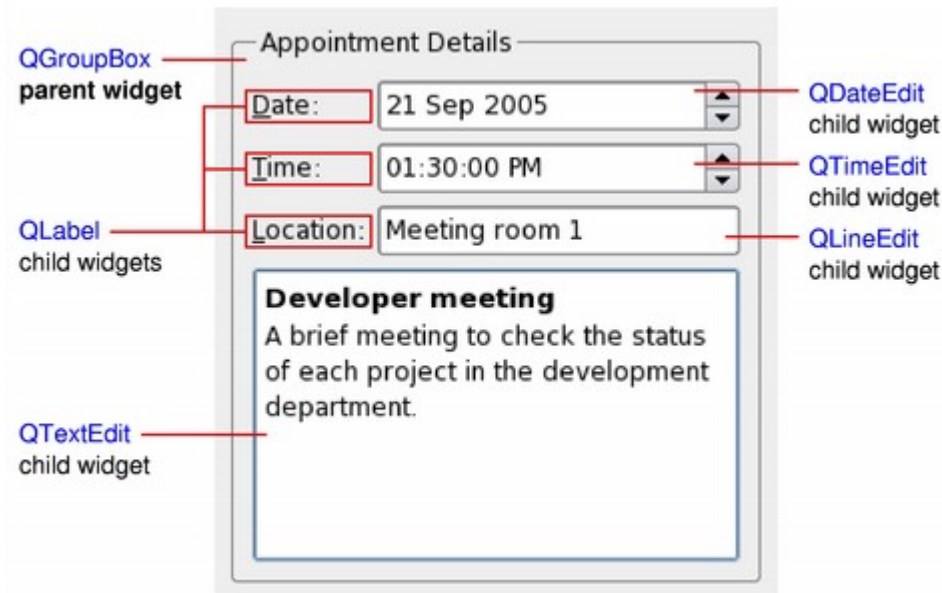 Appointment Details
QGroupBox
parent widget
Date:
21 Sep 2005
QDateEdit
child widget
Time:
01:30:00 PM
QTimeEdit
child widget
QLabel
child widgets
Location:
Meeting room 1
QLineEdit
child widget
Developer meeting
A brief meeting to check the status
of each project in the development
department.
QTextEdit
child widget